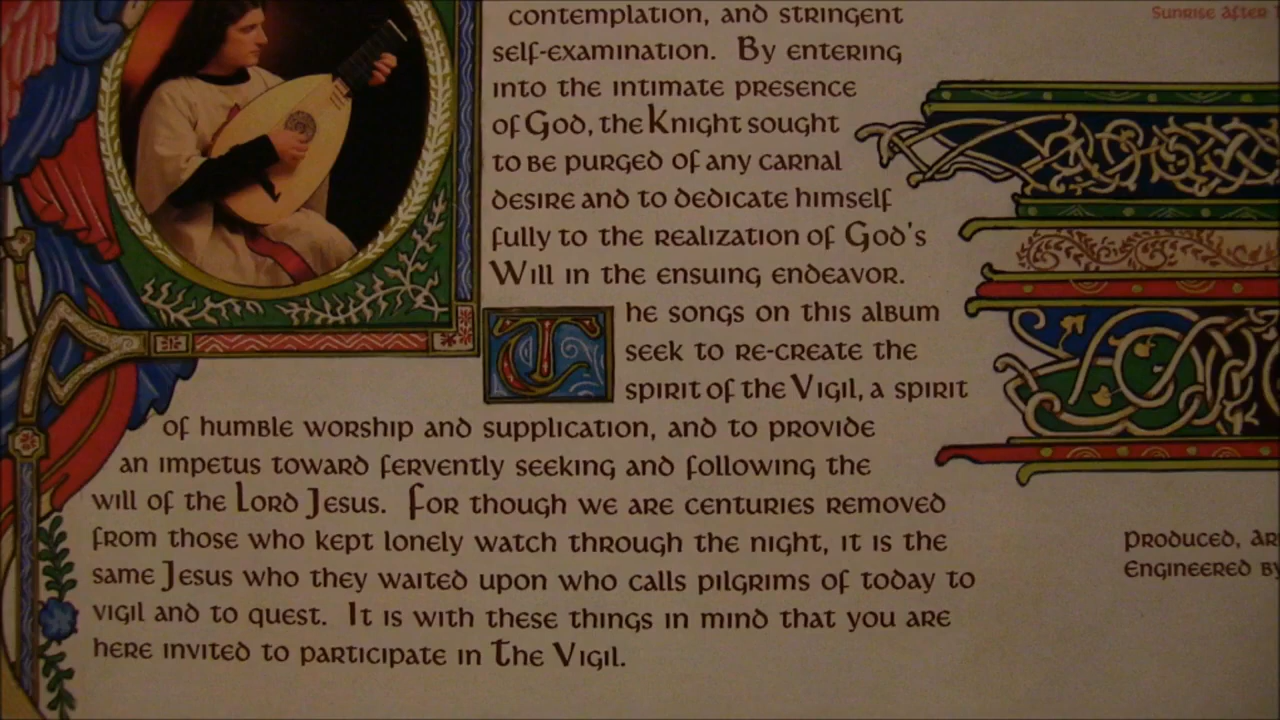 contemplation, and stringent
self-examination. By entering
into the intimate presence
of God, the Knight sought
to be purged of any carnal
desire and to dedicate himself
fully to the realization of God's
Will in the ensuing endeavor.
The songs on this album
seek to re-create the
spirit of the Vigil, a spirit
of humble worship and supplication, and to provide
an impetus toward fervently seeking and following the
will of the Lord Jesus. For though we are centuries removed
from those who kept lonely watch through the night, it is the
same Jesus who they waited upon who calls pilgrims of today to
vigil and to quest. It is with these things in mind that you are
here invited to participate in The Vigil.
Sunrise After
Produced, Ar
Engineered by